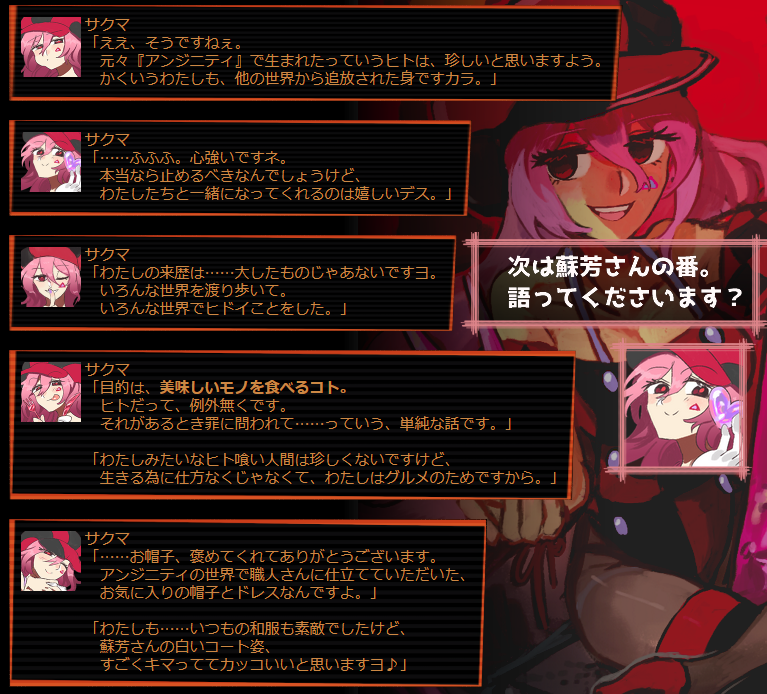 サクマ
「ええ、そうですねぇ。
元々『アンジニティ』で生まれたっていうヒトは、珍しいと思いますよう。
かくいうわたしも、他の世界から追放された身ですカラ。」
サクマ
「……ふふふ。心強いですネ。
本当なら止めるべきなんでしょうけど、
わたしたちと一緒になってくれるのは嬉しいデス。」
サクマ
「わたしの来歴は……大したものじゃあないですヨ。
いろんな世界を渡り歩いて。
いろんな世界でヒドイことをした。」
次は蘇芳さんの番。
語ってくださいます？
サクマ
「目的は、美味しいモノを食べるコト。
ヒトだって、例外無くです。
それがあるとき罪に問われて……っていう、単純な話です。」
「わたしみたいなヒト喰い人間は珍しくないですけど、
生きる為に仕方なくじゃなくて、わたしはグルメのためですから。」
サクマ
「……お帽子、褒めてくれてありがとうございます。
アンジニティの世界で職人さんに仕立てていただいた、
お気に入りの帽子とドレスなんですよ。」
「わたしも……いつもの和服も素敵でしたけど、
蘇芳さんの白いコート姿、
すごくキマっててカッコいいと思いますヨ♪」